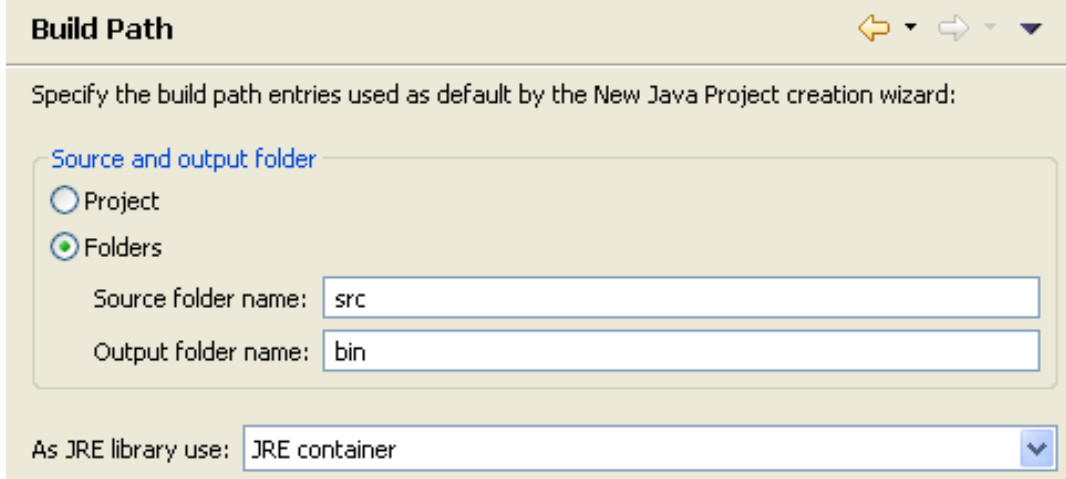 Build Path
Specify the build path entries used as default by the New Java Project creation wizard:
Source and output folder
Project
Folders
Source folder name: src
Output folder name: bin
As JRE library use: JRE container